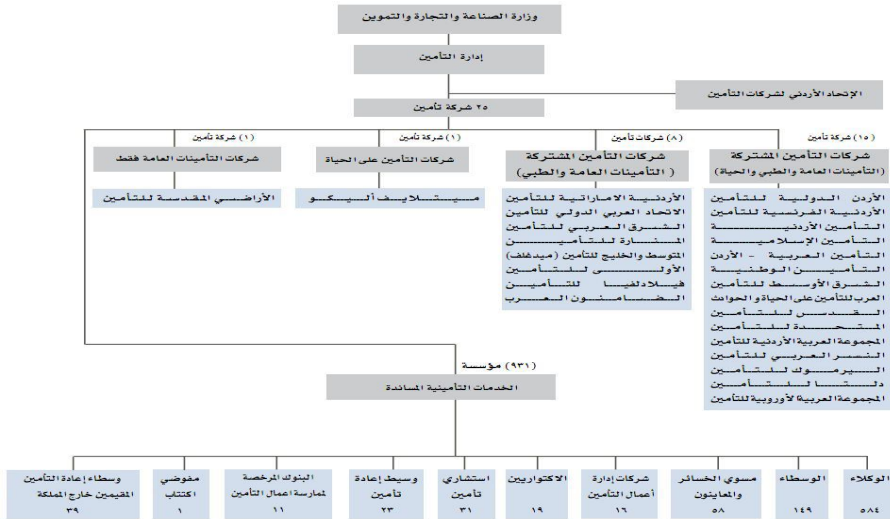 وزارة الصناعة والتجارة والتموين
إدارة التأمين
الإتحاد الأردني لشركات التأمين
٢٥ شركة تأمين
(١٥) شركة تأمين
شركات التأمين المشتركة
(التأمينات العامة والطبي والحياة)
الأردن الدولية للتأمين
الأردنية الفرنسية للتأمين
التأمين الأردنية
التأمين الإسلامية
التأمين العربية - الأردن
التأمين الوطنية
الشرق الأوسط للتأمين
العرب للتأمين على الحياة و الحوادث
القدس للتأمين
المتحدة للتأمين
المجموعة العربية الأردنية للتأمين
النسر العربي للتأمين
اليرموك للتأمين
دلتا للتأمين
المجموعة العربية الأوروبية للتأمين
(٨) شركات تأمين
شركات التأمين المشتركة
( التأمينات العامة والطبي)
الأردنية الاماراتية للتأمين
الاتحاد العربي الدولي للتأمين
الشرق العربي للتأمين
المنارة للتأمين
المتوسط والخليج للتأمين (ميدغلف)
الأولى للتأمين
فيلادلفيا للتأمين
الضامنون العرب
(١) شركة تأمين
شركات التأمين على الحياة
ميتلايف أليكو
(١) شركة تأمين
شركات التأمينات العامة فقط
الأراضي المقدسة للتأمين
(٩٣١) مؤسسة
الخدمات التأمينية المساندة
الوكلاء
٥٨٤
الوسطاء
١٤٩
مسوي الخسائر
والمعاينون
٥٨
شركات إدارة
أعمال التأمين
١٦
الاكتواريين
١٩
استشاري
تأمين
٣١
وسيط إعادة
تأمين
٢٣
البنوك المرخصة
لممارسة اعمال التأمين
١١
مفوضي
اكتتاب
١
وسطاء إعادة التأمين
المقيمين خارج المملكة
٣٩